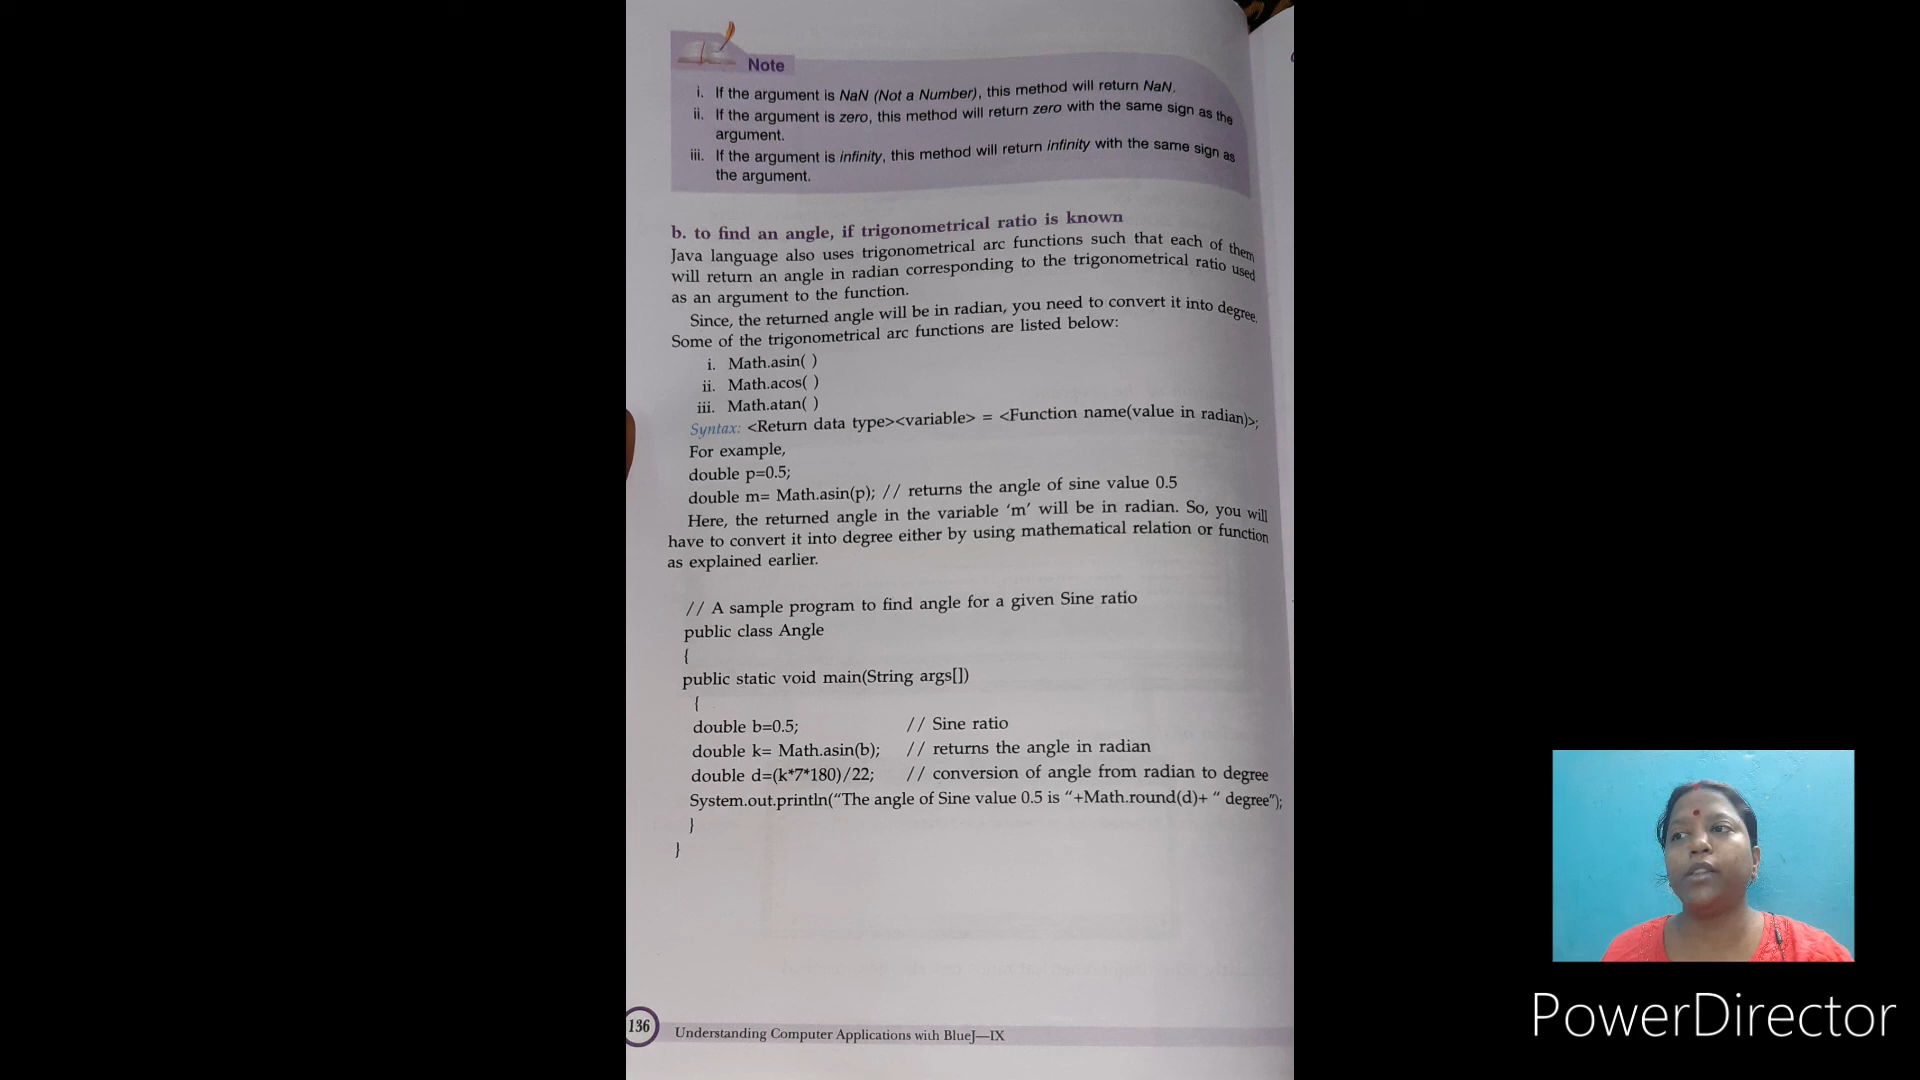 Note
i. If the argument is NaN (Not a Number), this method will return NaN.
ii. If the argument is zero, this method will return zero with the same sign as the
argument.
iii. If the argument is infinity, this method will return infinity with the same sign as
the argument.
b. to find an angle, if trigonometrical ratio is known
Java language also uses trigonometrical arc functions such that each of them
will return an angle in radian corresponding to the trigonometrical ratio used
as an argument to the function.
Since, the returned angle will be in radian, you need to convert it into degree.
Some of the trigonometrical arc functions are listed below:
i. Math.asin( )
ii. Math.acos( )
iii. Math.atan( )
Syntax: <Return data type><variable> = <Function name(value in radian)>;
For example,
double p=0.5;
double m= Math.asin(p); // returns the angle of sine value 0.5
Here, the returned angle in the variable ‘m’ will be in radian. So, you will
have to convert it into degree either by using mathematical relation or function
as explained earlier.
// A sample program to find angle for a given Sine ratio
public class Angle
{
public static void main(String args[])
{
double b=0.5; // Sine ratio
double k= Math.asin(b); // returns the angle in radian
double d=(k*7*180)/22; // conversion of angle from radian to degree
System.out.println(“The angle of Sine value 0.5 is “+Math.round(d)+ “ degree”);
}
}
136 Understanding Computer Applications with BlueJ—IX
PowerDirector